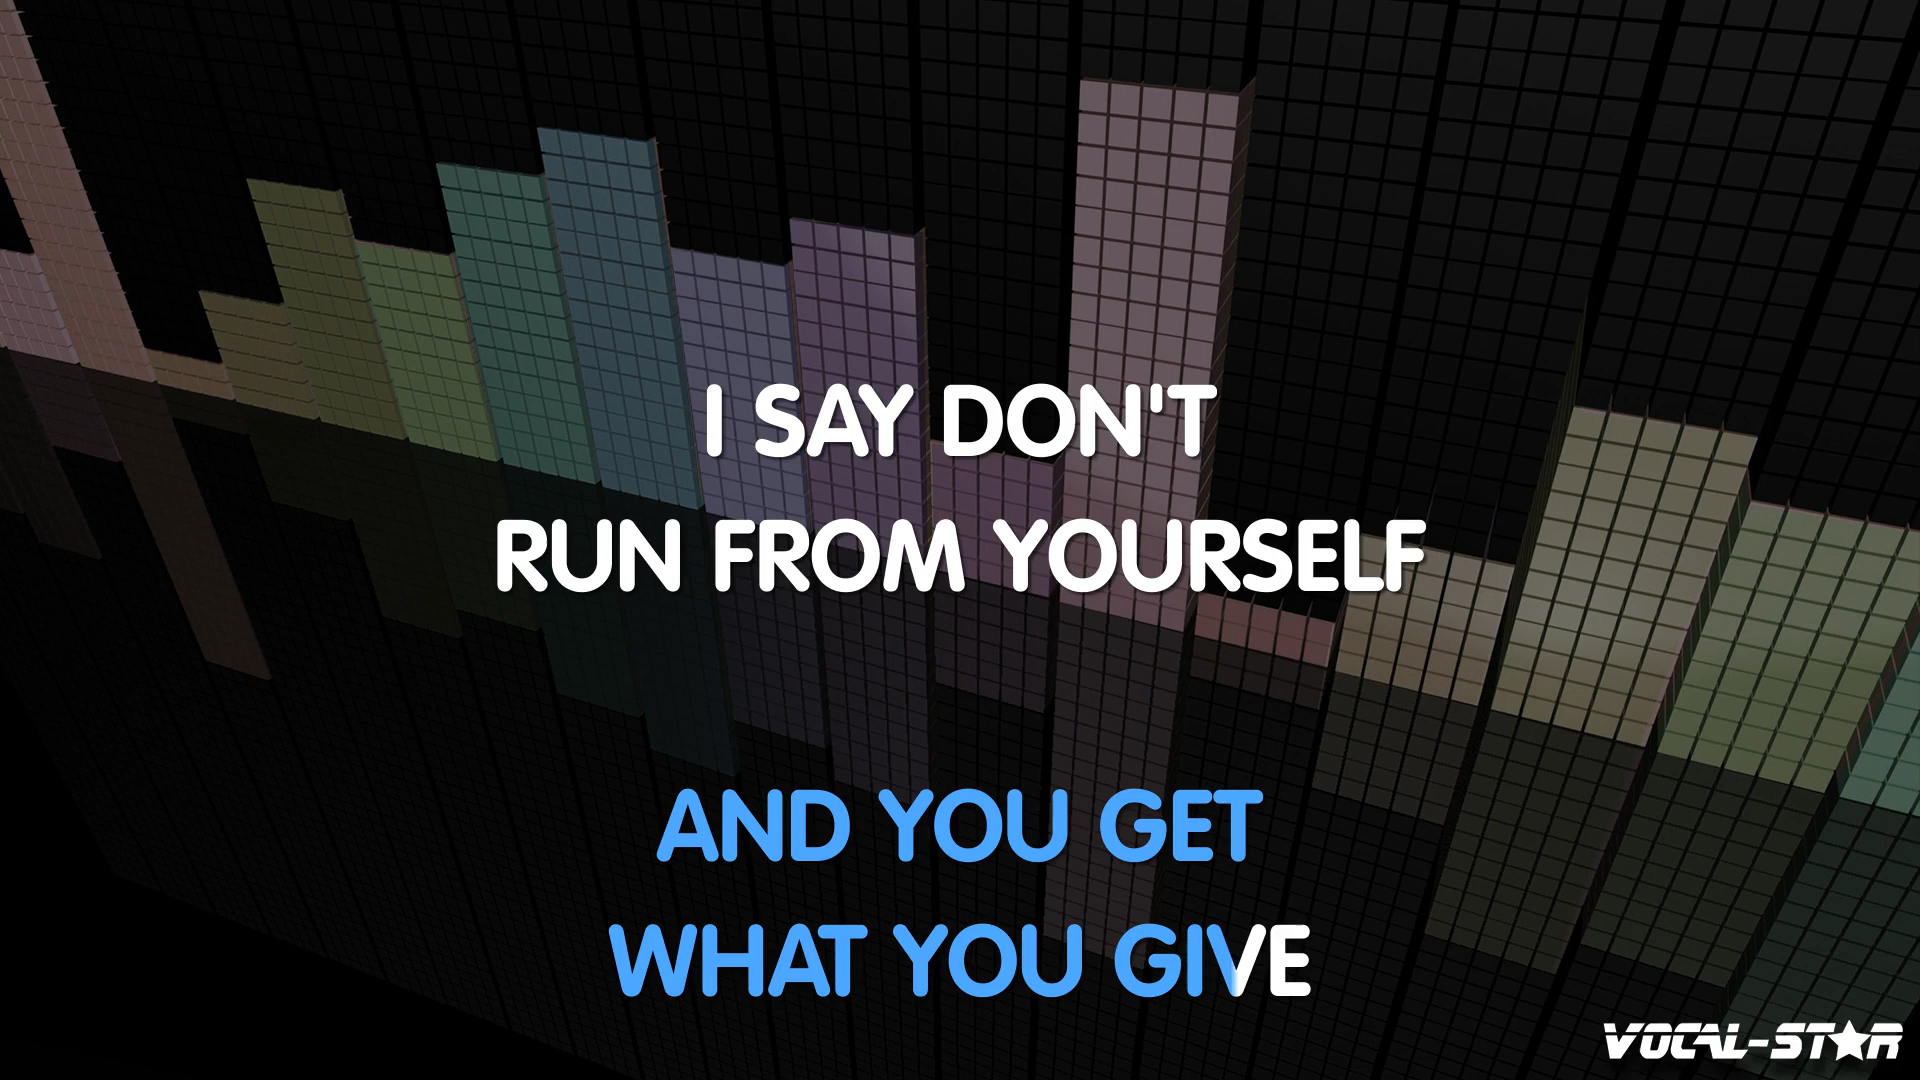 I SAY DON'T
RUN FROM YOURSELF
AND YOU GET
WHAT YOU GIVE
VOCAL-STAR